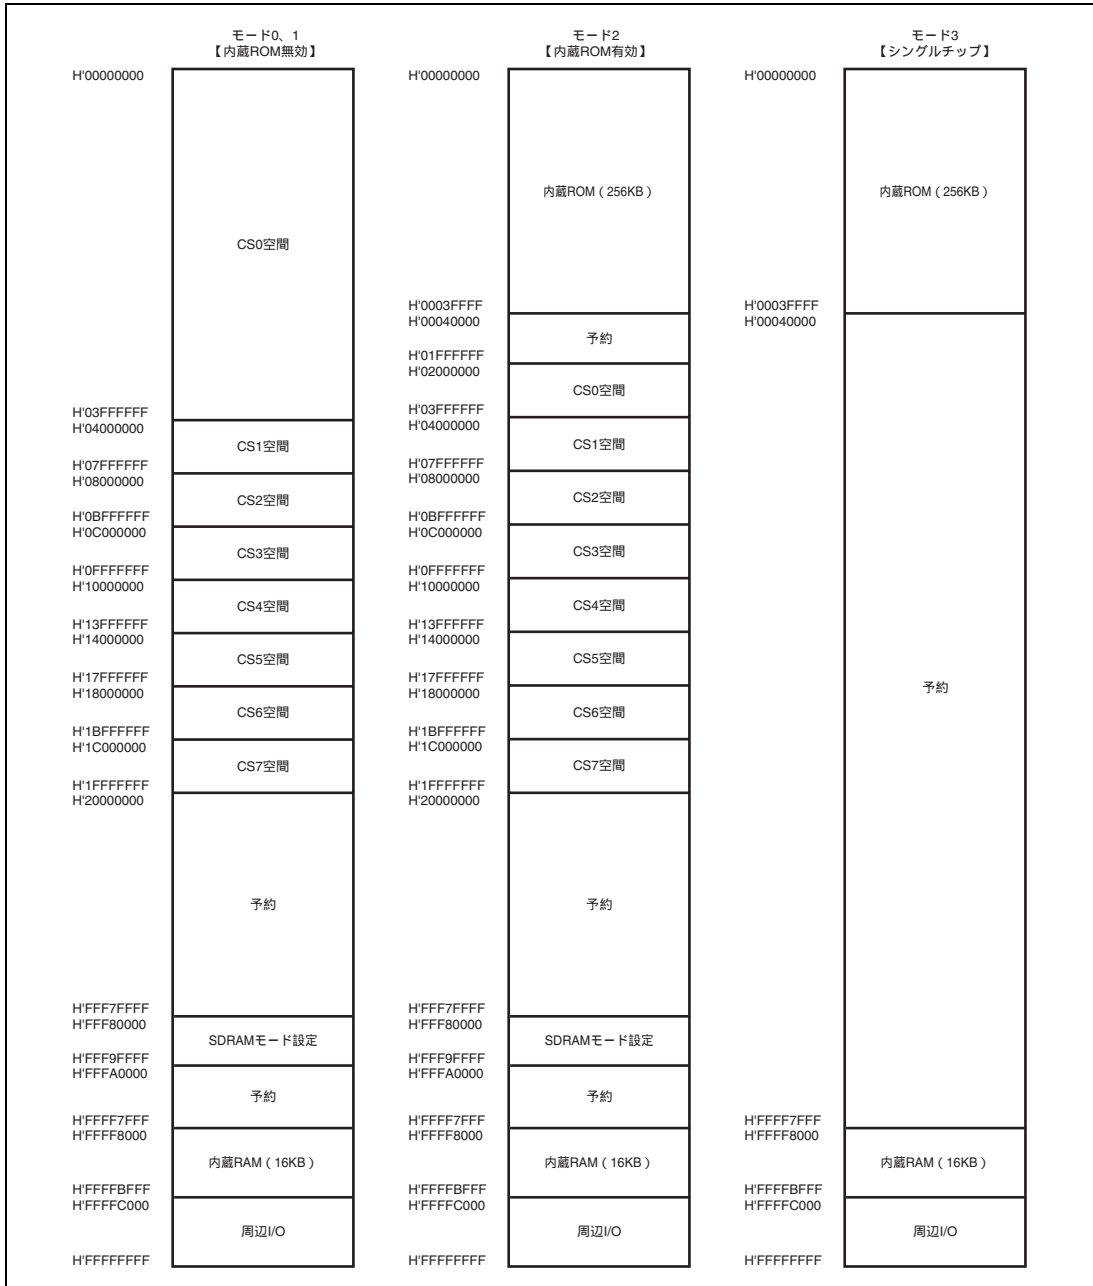 モード0、1
【内蔵ROM無効】
H'00000000
CS0空間
H'03FFFFFF
H'04000000
CS1空間
H'07FFFFFF
H'08000000
CS2空間
H'0BFFFFFF
H'0C000000
CS3空間
H'0FFFFFFF
H'10000000
CS4空間
H'13FFFFFF
H'14000000
CS5空間
H'17FFFFFF
H'18000000
CS6空間
H'1BFFFFFF
H'1C000000
CS7空間
H'1FFFFFFF
H'20000000
予約
H'FFF7FFFF
H'FFF80000
SDRAMモード設定
H'FFF9FFFF
H'FFFA0000
予約
H'FFFF7FFF
H'FFFF8000
内蔵RAM（16KB）
H'FFFFBFFF
H'FFFFC000
周辺I/O
H'FFFFFFFF
モード2
【内蔵ROM有効】
H'00000000
内蔵ROM（256KB）
H'0003FFFF
H'00040000
予約
H'01FFFFFF
H'02000000
CS0空間
H'03FFFFFF
H'04000000
CS1空間
H'07FFFFFF
H'08000000
CS2空間
H'0BFFFFFF
H'0C000000
CS3空間
H'0FFFFFFF
H'10000000
CS4空間
H'13FFFFFF
H'14000000
CS5空間
H'17FFFFFF
H'18000000
CS6空間
H'1BFFFFFF
H'1C000000
CS7空間
H'1FFFFFFF
H'20000000
予約
H'FFF7FFFF
H'FFF80000
SDRAMモード設定
H'FFF9FFFF
H'FFFA0000
予約
H'FFFF7FFF
H'FFFF8000
内蔵RAM（16KB）
H'FFFFBFFF
H'FFFFC000
周辺I/O
H'FFFFFFFF
モード3
【シングルチップ】
H'00000000
内蔵ROM（256KB）
H'0003FFFF
H'00040000
予約
H'FFFF7FFF
H'FFFF8000
内蔵RAM（16KB）
H'FFFFBFFF
H'FFFFC000
周辺I/O
H'FFFFFFFF